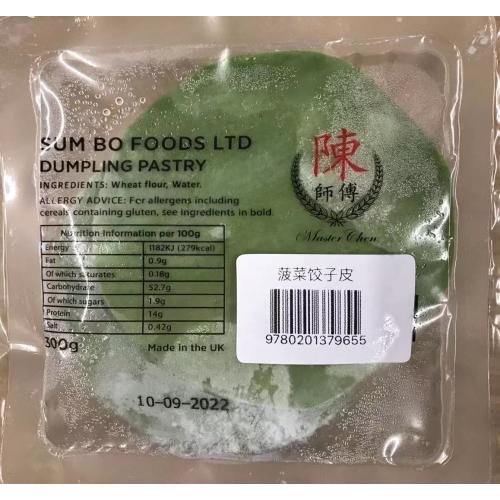 SUM BO FOODS LTD
DUMPLING PASTRY
INGREDIENTS: Wheat flour, Water.
ALLERGY ADVICE: For allergens including
cereals containing gluten, see ingredients in bold.
Nutrition Information per 100g
Energy 1182KJ (279kcal)
Fat 0.9g
Of which saturates 0.18g
Carbohydrate 52.7g
Of which sugars 1.9g
Protein 14g
Salt 0.42g
300g
Made in the UK
陳
師傅
Master Chen
菠菜饺子皮
9780201379655
10-09-2022